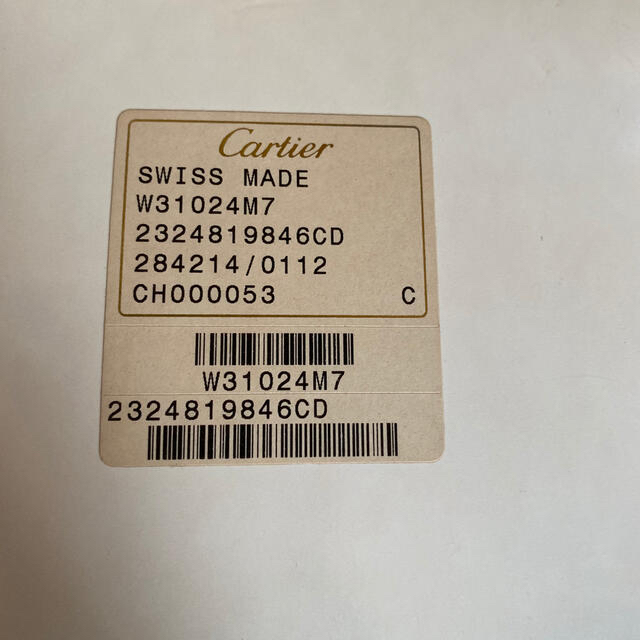 Cartier
SWISS MADE
W31024M7
2324819846CD
284214/0112
CH000053 C
W31024M7
2324819846CD